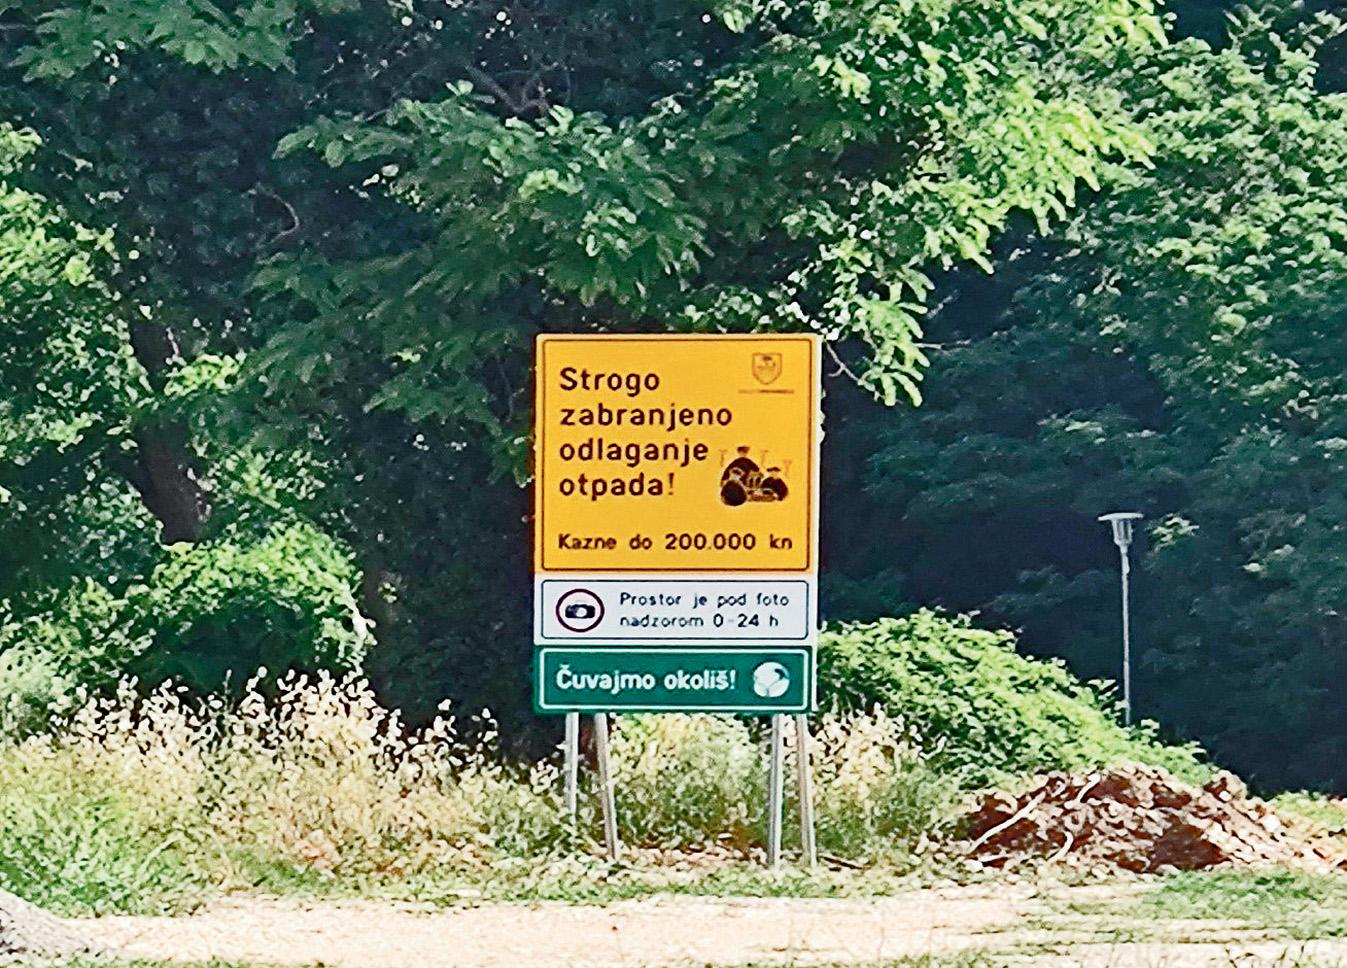 Strogo
zabranjeno
odlaganje
otpada!
Kazne do 200.000 kn
Prostor je pod foto
nadzorom 0-24 h
Čuvajmo okoliš!